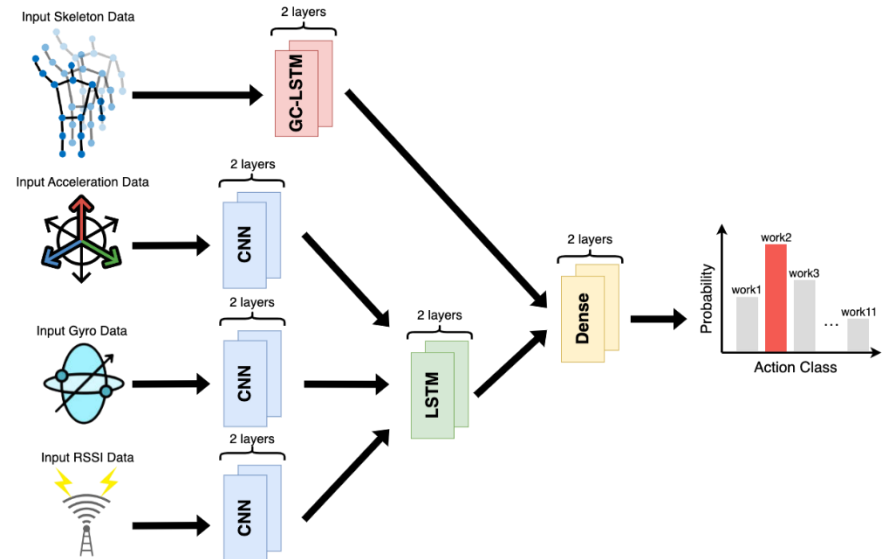 Input Skeleton Data
2 layers
GC-LSTM
Input Acceleration Data
2 layers
CNN
Input Gyro Data
2 layers
CNN
Input RSSI Data
2 layers
CNN
2 layers
LSTM
2 layers
Dense
Probability
work1
work2
work3
...
work11
Action Class